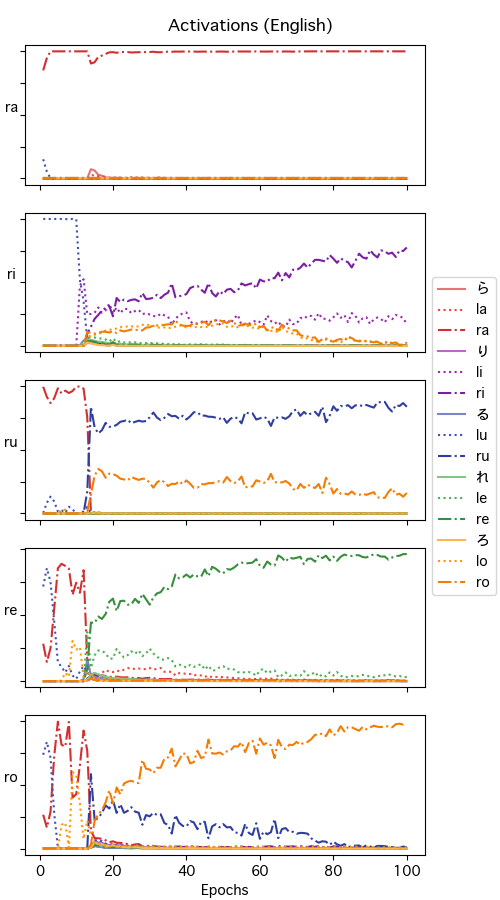 Activations (English)
ra
ri
ru
re
ro
0 20 40 60 80 100
Epochs
ら
la
ra
り
li
ri
る
lu
ru
れ
le
re
ろ
lo
ro